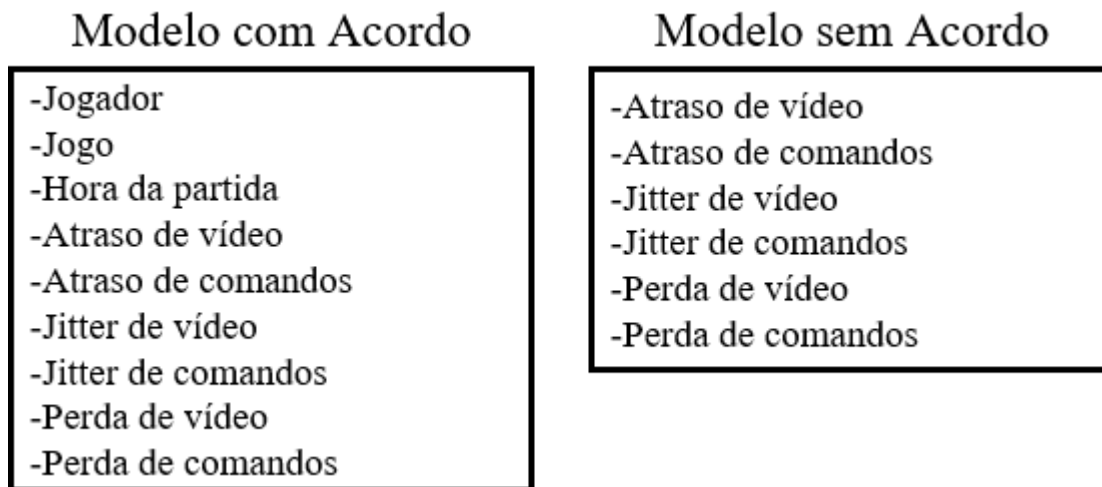 Modelo com Acordo
-Jogador
-Jogo
-Hora da partida
-Atraso de vídeo
-Atraso de comandos
-Jitter de vídeo
-Jitter de comandos
-Perda de vídeo
-Perda de comandos
Modelo sem Acordo
-Atraso de vídeo
-Atraso de comandos
-Jitter de vídeo
-Jitter de comandos
-Perda de vídeo
-Perda de comandos